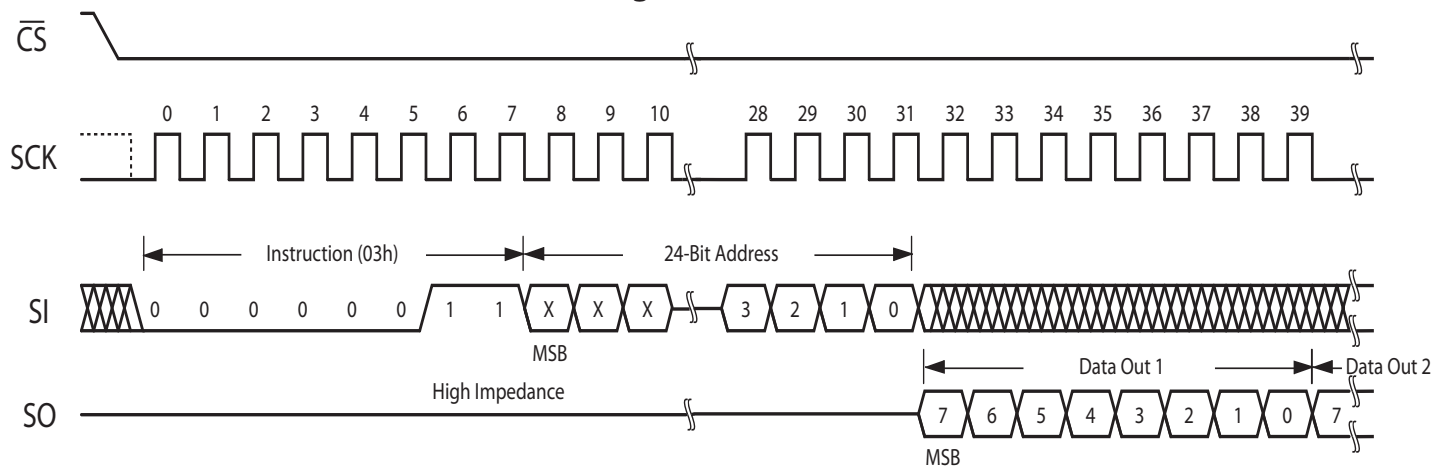 CS
SCK
0 1 2 3 4 5 6 7 8 9 10 28 29 30 31 32 33 34 35 36 37 38 39
Instruction (03h)
24-Bit Address
SI
0 0 0 0 0 0 1 1 X X X 3 2 1 0
MSB
Data Out 1
Data Out 2
High Impedance
SO
7 6 5 4 3 2 1 0 7
MSB